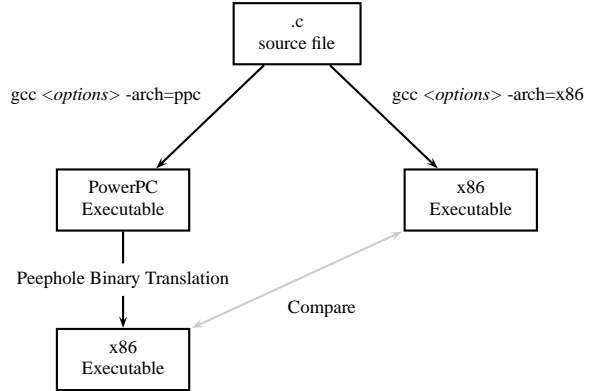 .c
source file
gcc <options> -arch=ppc
gcc <options> -arch=x86
PowerPC
Executable
x86
Executable
Peephole Binary Translation
Compare
x86
Executable